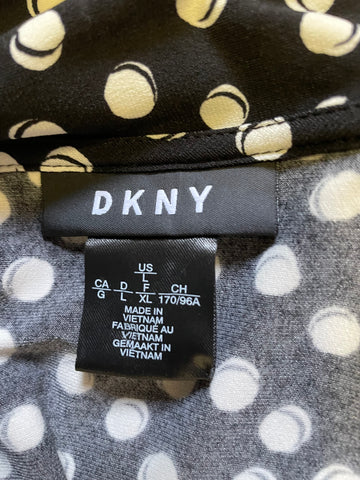 DKNY
US
L
CA D F CH
G L XL 170/96A
MADE IN
VIETNAM
FABRIQUÉ AU
VIETNAM
GEMAAKT IN
VIETNAM